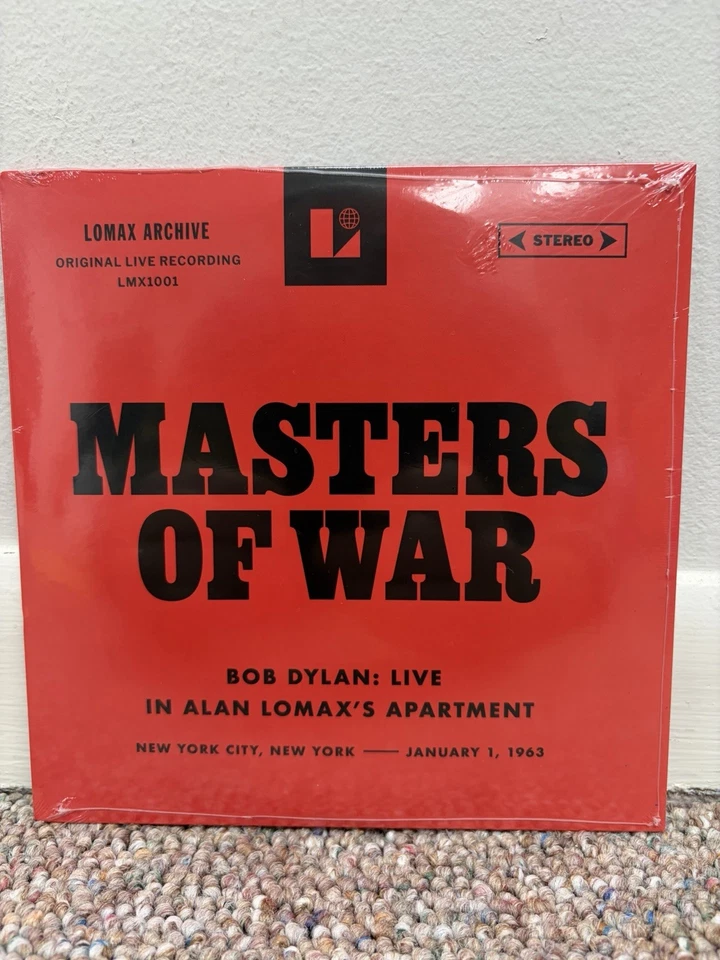 LOMAX ARCHIVE
ORIGINAL LIVE RECORDING
LMX1001
L
STEREO
MASTERS
OF WAR
BOB DYLAN: LIVE
IN ALAN LOMAX'S APARTMENT
NEW YORK CITY, NEW YORK —— JANUARY 1, 1963